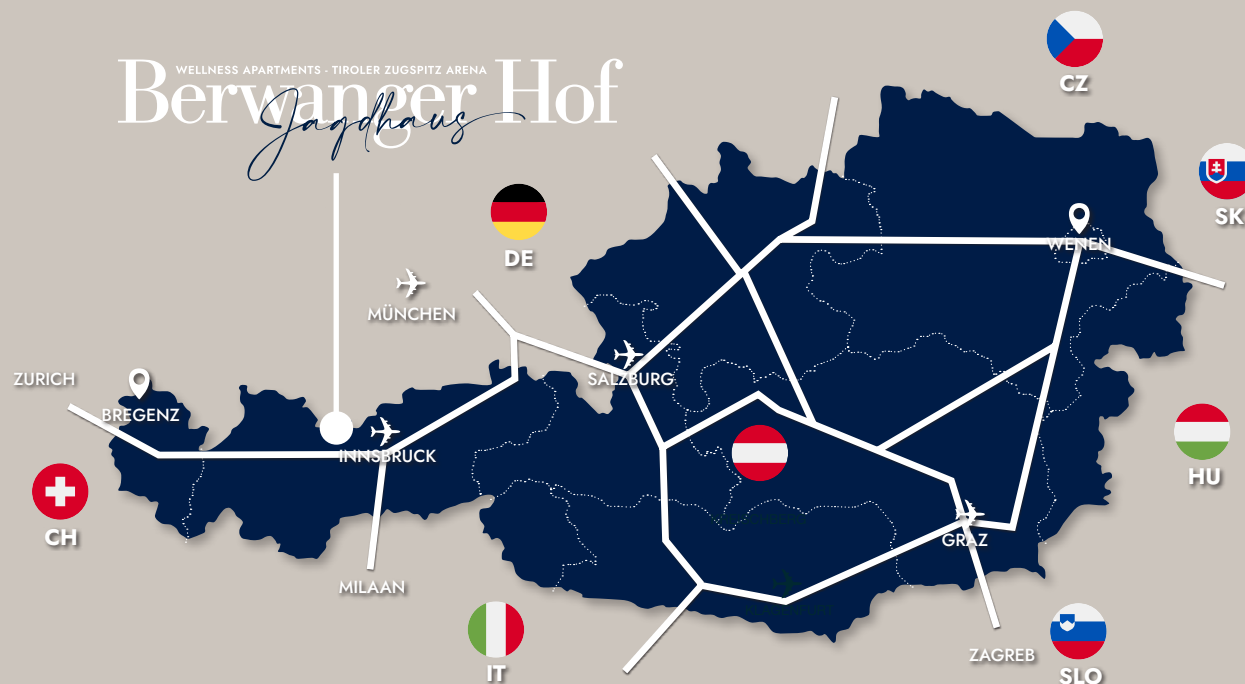 WELLNESS APARTMENTS - TIROLER ZUGSPITZ ARENA
Berwanger Hof
Jagdhaus
CZ
SK
DE
WENEN
MÜNCHEN
ZURICH
SALZBURG
BREGENZ
INNSBRUCK
HU
CH
GRAZ
MILAAN
ZAGREB
IT
SLO